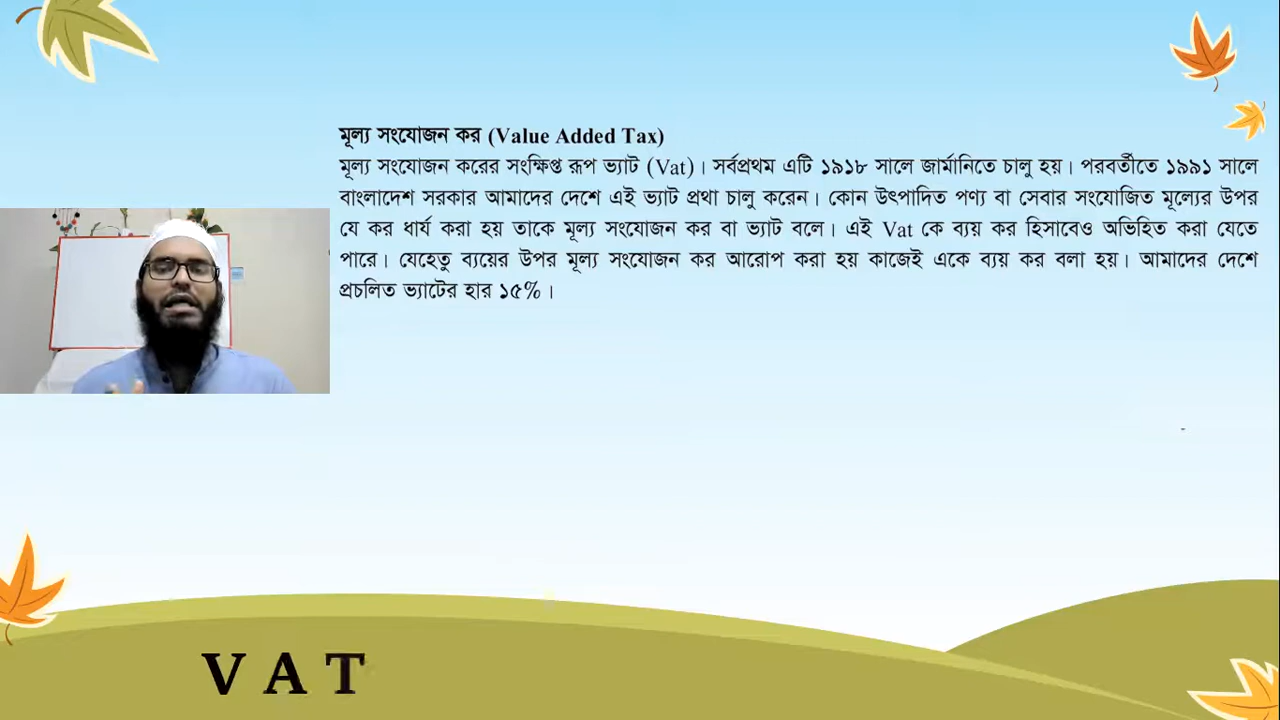 মূল্য সংযোজন কর (Value Added Tax)
মূল্য সংযোজন করের সংক্ষিপ্ত রূপ ভ্যাট (Vat)। সর্বপ্রথম এটি ১৯১৮ সালে জার্মানিতে চালু হয়। পরবর্তীতে ১৯৯১ সালে
বাংলাদেশ সরকার আমাদের দেশে এই ভ্যাট প্রথা চালু করেন। কোন উৎপাদিত পণ্য বা সেবার সংযোজিত মূল্যের উপর
যে কর ধার্য করা হয় তাকে মূল্য সংযোজন কর বা ভ্যাট বলে। এই Vat কে ব্যয় কর হিসাবেও অভিহিত করা যেতে
পারে। যেহেতু ব্যয়ের উপর মূল্য সংযোজন কর আরোপ করা হয় কাজেই একে ব্যয় কর বলা হয়। আমাদের দেশে
প্রচলিত ভ্যাটের হার ১৫%।
V A T